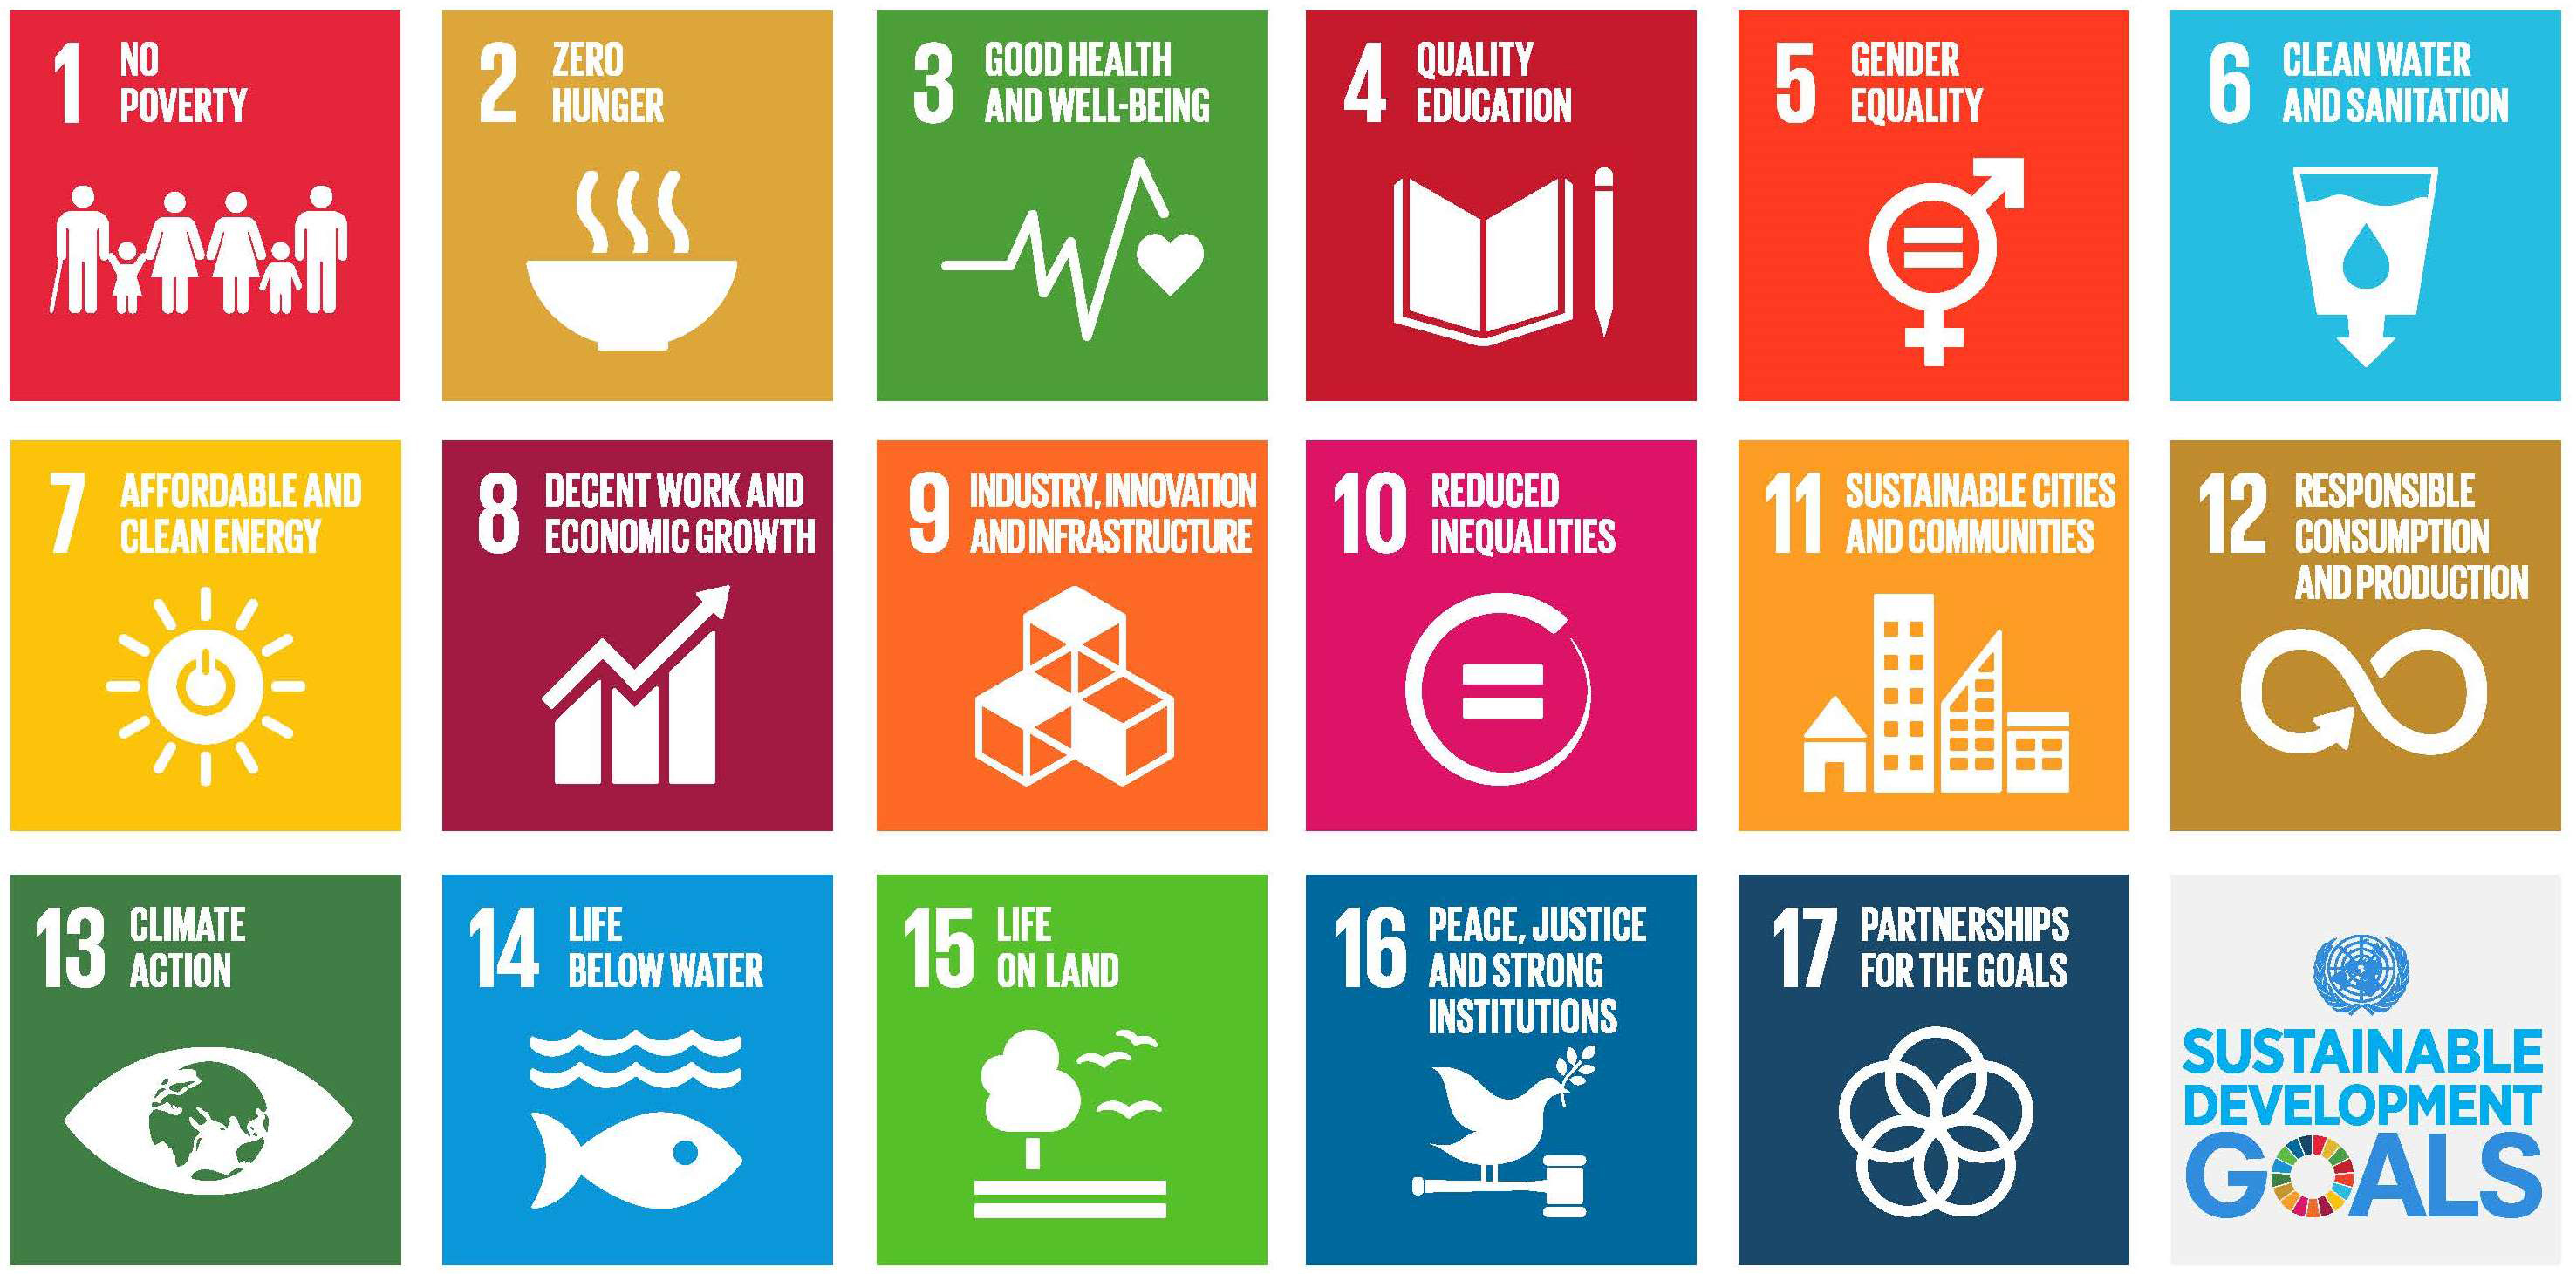 1 NO
POVERTY
2 ZERO
HUNGER
3 GOOD HEALTH
AND WELL-BEING
4 QUALITY
EDUCATION
5 GENDER
EQUALITY
6 CLEAN WATER
AND SANITATION
7 AFFORDABLE AND
CLEAN ENERGY
8 DECENT WORK AND
ECONOMIC GROWTH
9 INDUSTRY, INNOVATION
AND INFRASTRUCTURE
10 REDUCED
INEQUALITIES
11 SUSTAINABLE CITIES
AND COMMUNITIES
12 RESPONSIBLE
CONSUMPTION
AND PRODUCTION
13 CLIMATE
ACTION
14 LIFE
BELOW WATER
15 LIFE
ON LAND
16 PEACE, JUSTICE
AND STRONG
INSTITUTIONS
17 PARTNERSHIPS
FOR THE GOALS
SUSTAINABLE
DEVELOPMENT
GOALS